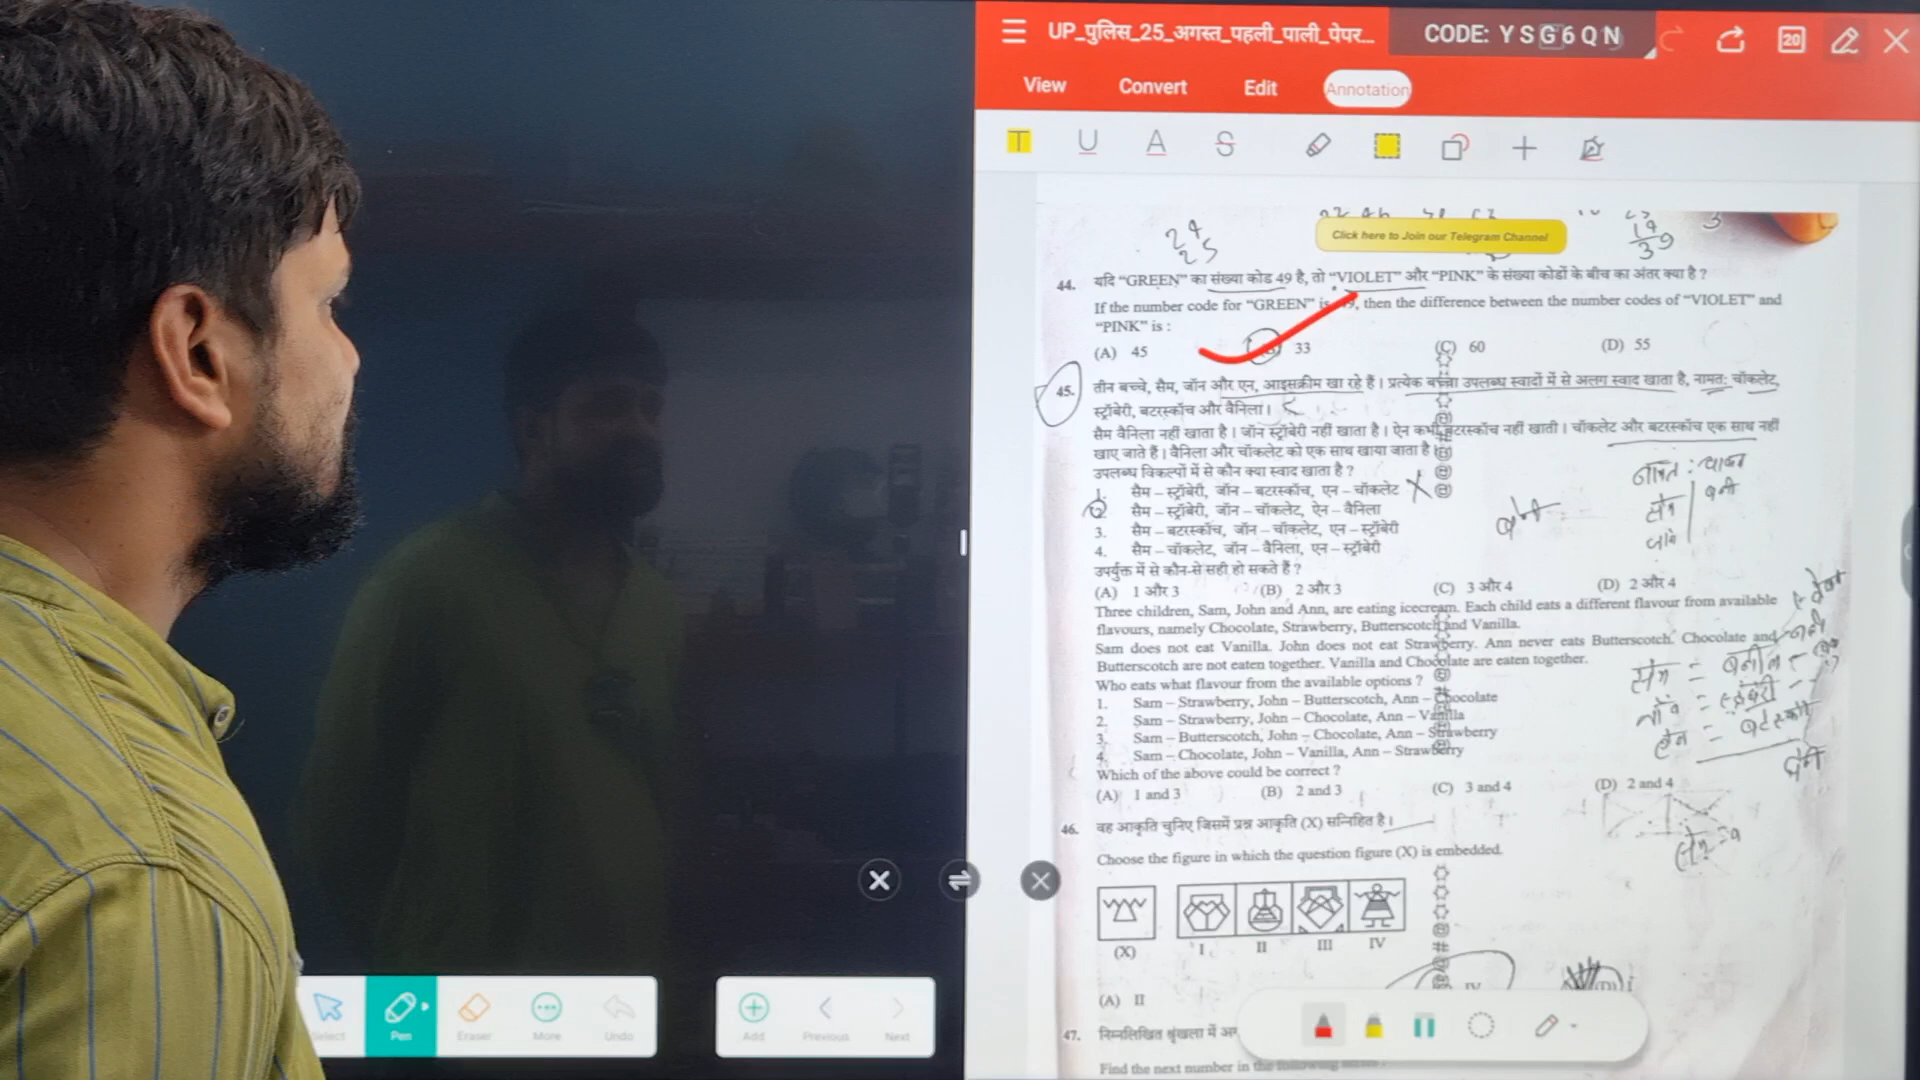 UP_पुलिस_25_अगस्त_पहली_पाली_पेपर...
CODE: Y S G 6 Q N
20
View Convert Edit Annotation
T U A S
Click here to Join our Telegram Channel
44. यदि “GREEN” का संख्या कोड 49 है, तो “VIOLET” और “PINK” के संख्या कोडों के बीच का अंतर क्या है ?
If the number code for “GREEN” is 49, then the difference between the number codes of “VIOLET” and
“PINK” is :
(A) 45 33 (C) 60 (D) 55
45. तीन बच्चे, सैम, जॉन और एन, आइसक्रीम खा रहे हैं। प्रत्येक बच्चा उपलब्ध स्वादों में से अलग स्वाद खाता है, नामतः चॉकलेट,
स्ट्रॉबेरी, बटरस्कॉच और वैनिला।
सैम वैनिला नहीं खाता है। जॉन स्ट्रॉबेरी नहीं खाता है। ऐन कभी बटरस्कॉच नहीं खाती। चॉकलेट और बटरस्कॉच एक साथ नहीं
खाए जाते हैं। वैनिला और चॉकलेट को एक साथ खाया जाता है।
उपलब्ध विकल्पों में से कौन क्या स्वाद खाता है ?
1. सैम – स्ट्रॉबेरी, जॉन – बटरस्कॉच, एन – चॉकलेट
2. सैम – स्ट्रॉबेरी, जॉन – चॉकलेट, ऐन – वैनिला
3. सैम – बटरस्कॉच, जॉन – चॉकलेट, एन – स्ट्रॉबेरी
4. सैम – चॉकलेट, जॉन – वैनिला, एन – स्ट्रॉबेरी
उपर्युक्त में से कौन-से सही हो सकते हैं ?
(A) 1 और 3 (B) 2 और 3 (C) 3 और 4 (D) 2 और 4
Three children, Sam, John and Ann, are eating icecream. Each child eats a different flavour from available
flavours, namely Chocolate, Strawberry, Butterscotch and Vanilla.
Sam does not eat Vanilla. John does not eat Strawberry. Ann never eats Butterscotch. Chocolate and
Butterscotch are not eaten together. Vanilla and Chocolate are eaten together.
Who eats what flavour from the available options ?
1. Sam – Strawberry, John – Butterscotch, Ann – Chocolate
2. Sam – Strawberry, John – Chocolate, Ann – Vanilla
3. Sam – Butterscotch, John – Chocolate, Ann – Strawberry
4. Sam – Chocolate, John – Vanilla, Ann – Strawberry
Which of the above could be correct ?
(A) 1 and 3 (B) 2 and 3 (C) 3 and 4 (D) 2 and 4
46. वह आकृति चुनिए जिसमें प्रश्न आकृति (X) सन्निहित है।
Choose the figure in which the question figure (X) is embedded.
(X) I II III IV
(A) II IV (D) I
47. निम्नलिखित श्रृंखला में
Find the next number in the
Select Pen Eraser More Undo
Add Previous Next